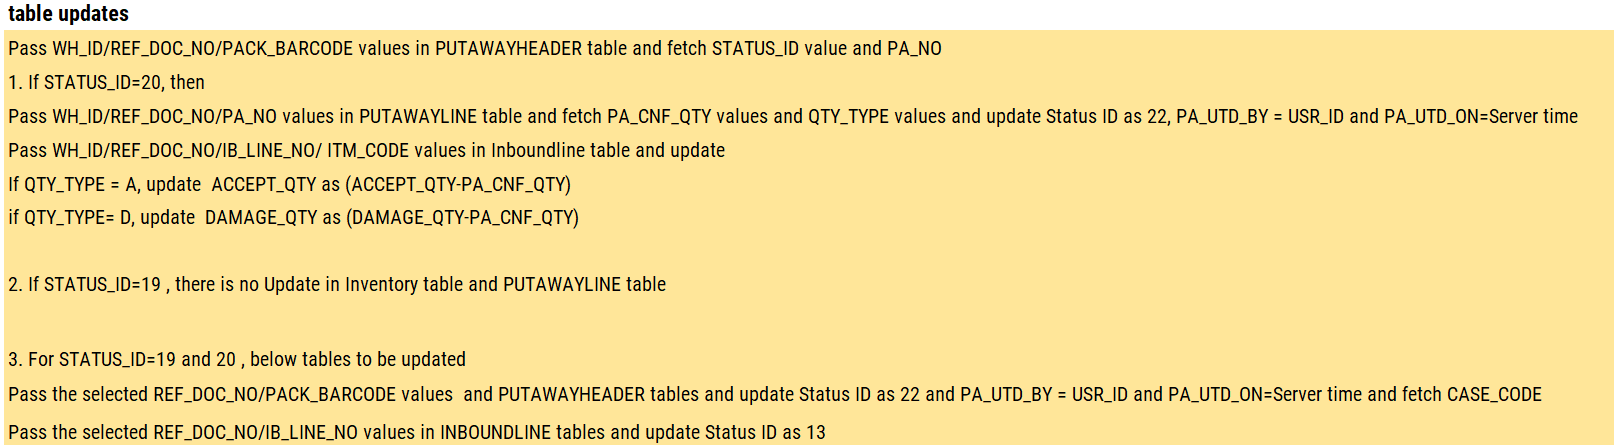 table updates
Pass WH_ID/REF_DOC_NO/PACK_BARCODE values in PUTAWAYHEADER table and fetch STATUS_ID value and PA_NO
1. If STATUS_ID=20, then
Pass WH_ID/REF_DOC_NO/PA_NO values in PUTAWAYLINE table and fetch PA_CNF_QTY values and QTY_TYPE values and update Status ID as 22, PA_UTD_BY = USR_ID and PA_UTD_ON=Server time
Pass WH_ID/REF_DOC_NO/IB_LINE_NO/ ITM_CODE values in Inboundline table and update
If QTY_TYPE = A, update  ACCEPT_QTY as (ACCEPT_QTY-PA_CNF_QTY)
if QTY_TYPE= D, update  DAMAGE_QTY as (DAMAGE_QTY-PA_CNF_QTY)
2. If STATUS_ID=19 , there is no Update in Inventory table and PUTAWAYLINE table
3. For STATUS_ID=19 and 20 , below tables to be updated
Pass the selected REF_DOC_NO/PACK_BARCODE values  and PUTAWAYHEADER tables and update Status ID as 22 and PA_UTD_BY = USR_ID and PA_UTD_ON=Server time and fetch CASE_CODE
Pass the selected REF_DOC_NO/IB_LINE_NO values in INBOUNDLINE tables and update Status ID as 13